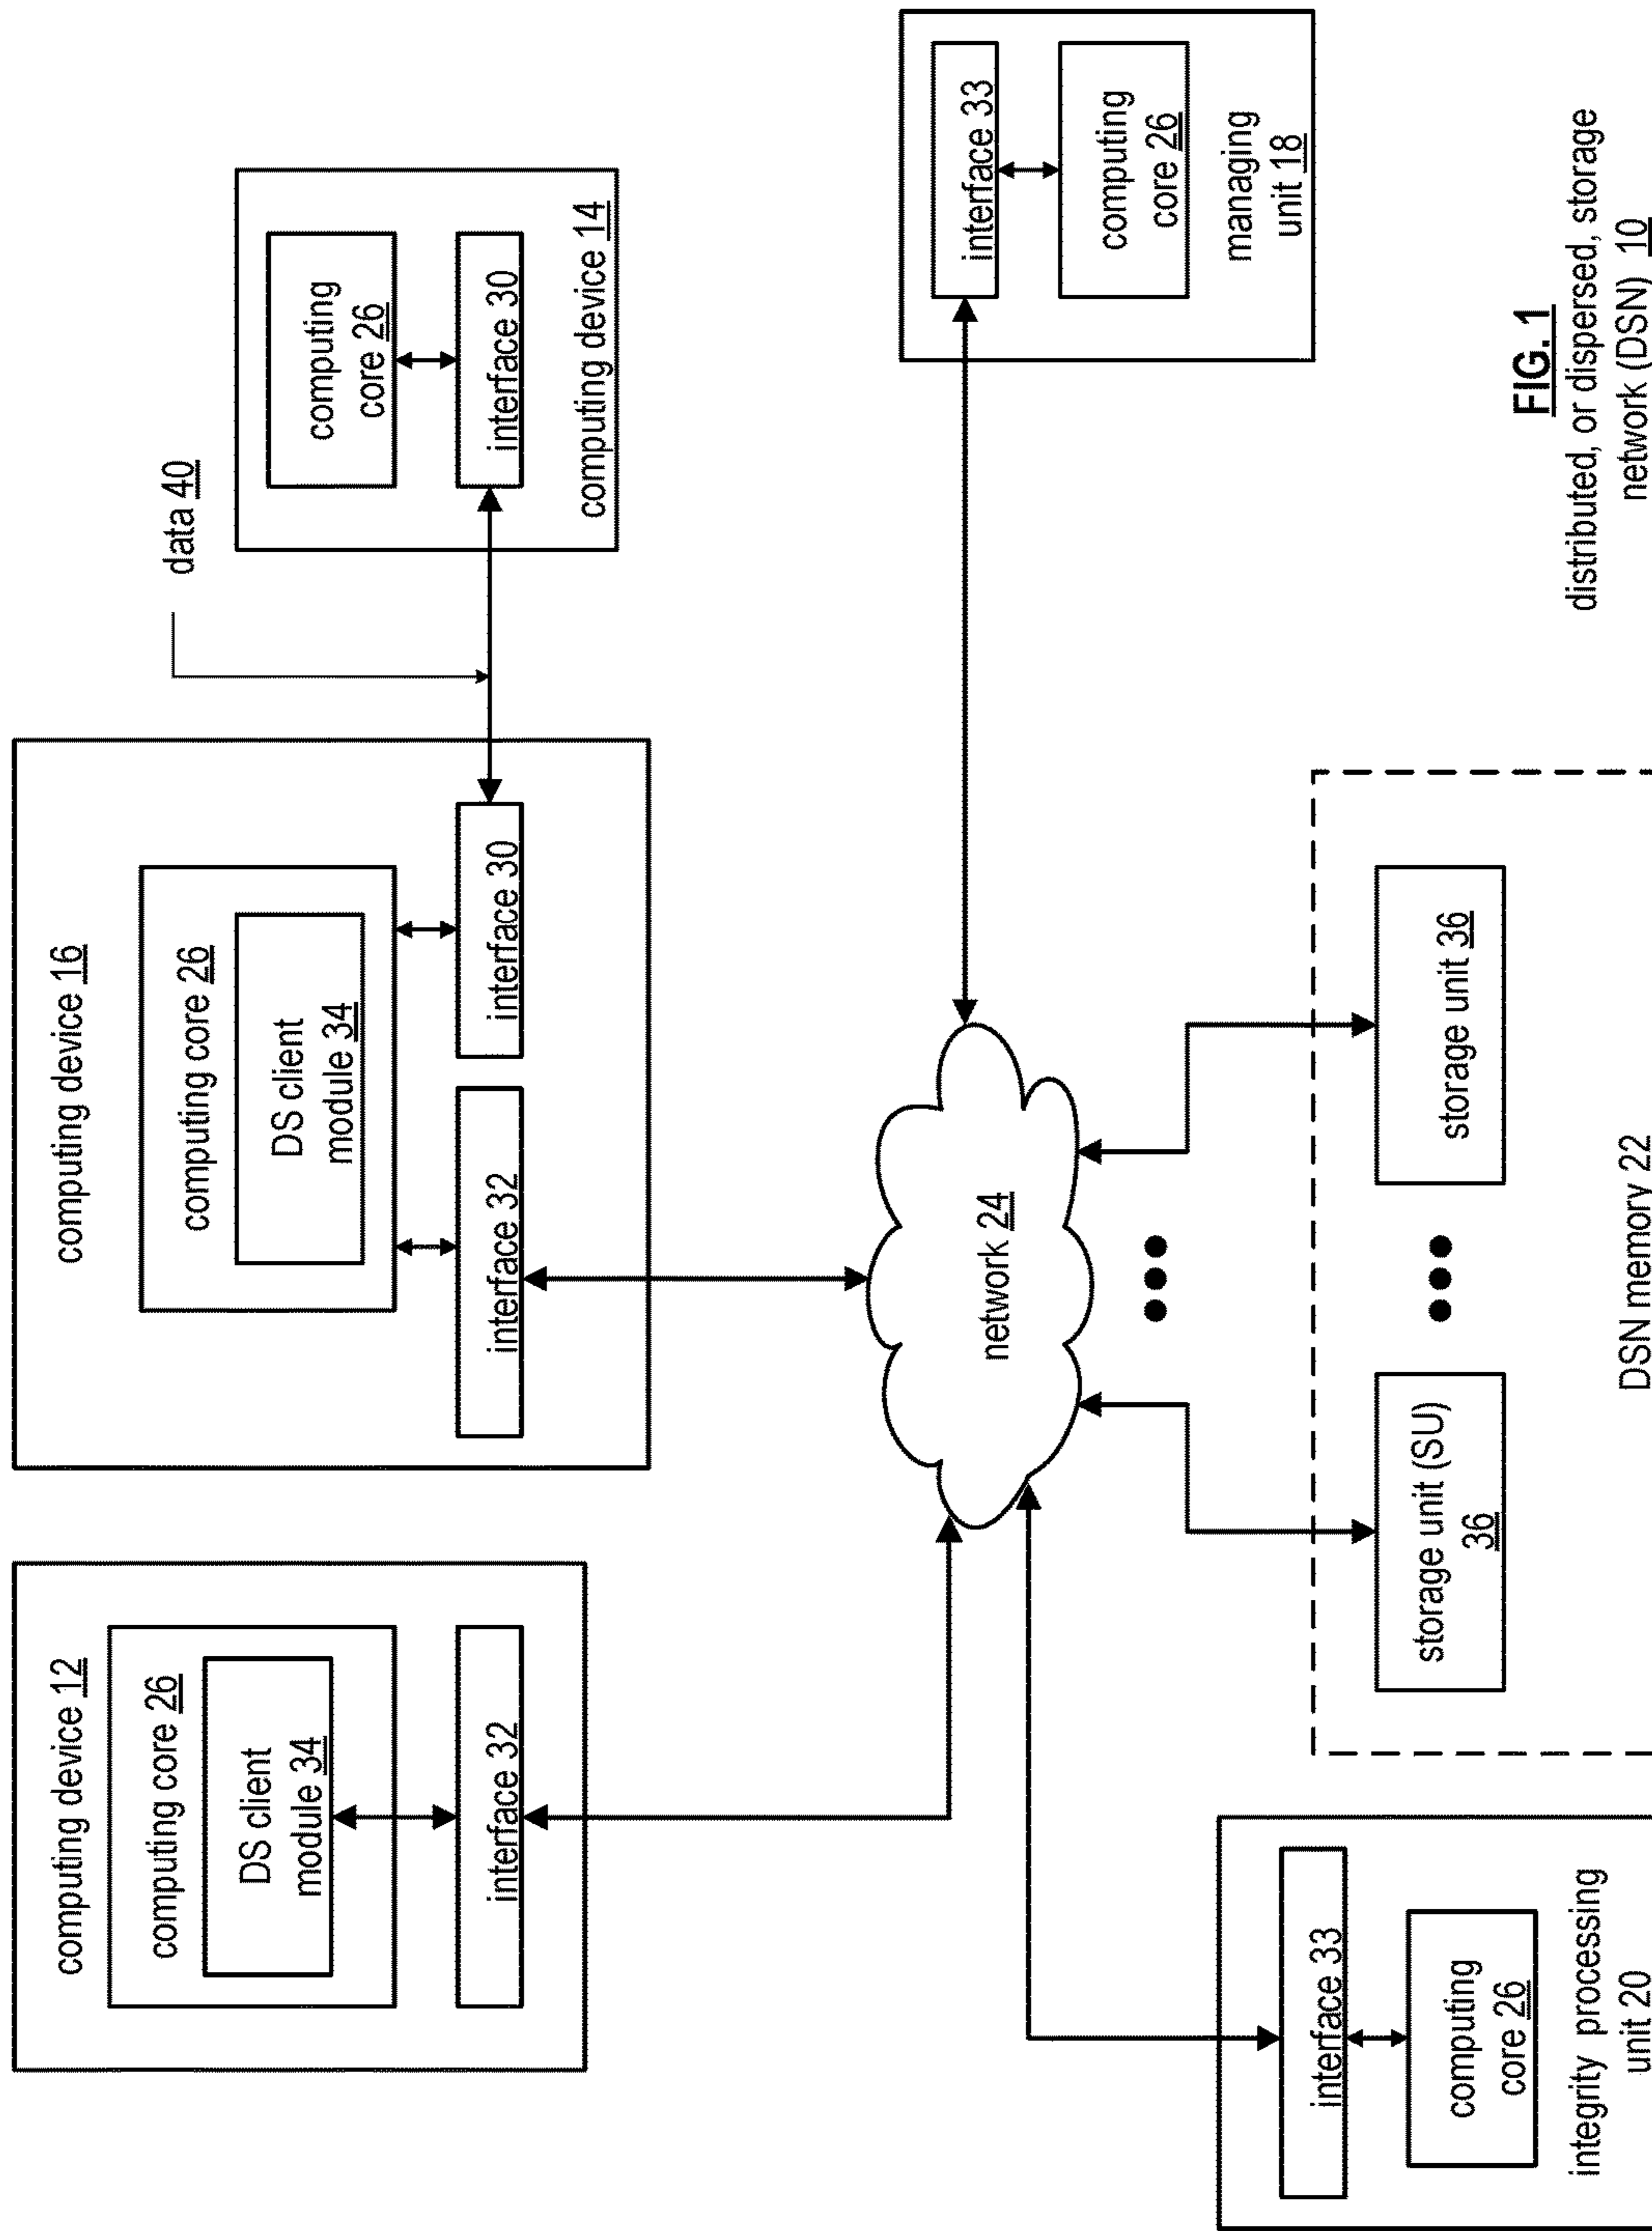 computing device 12
computing core 26
DS client
module 34
interface 32
computing device 16
computing core 26
DS client
module 34
interface 32
interface 30
data 40
computing
core 26
interface 30
computing device 14
network 24
interface 33
computing
core 26
managing
unit 18
interface 33
computing
core 26
integrity processing
unit 20
storage unit (SU)
36
storage unit 36
DSN memory 22
FIG. 1
distributed, or dispersed, storage
network (DSN) 10